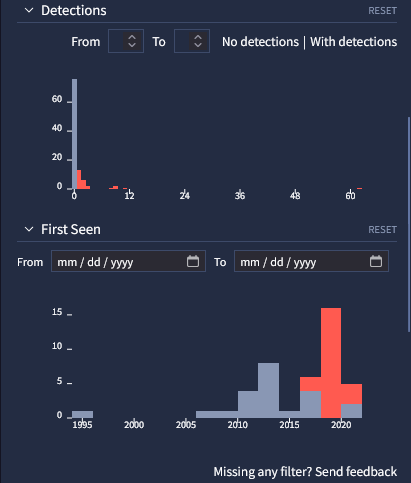 Detections RESET
From To No detections | With detections
60
40
20
0
0 12 24 36 48 60
First Seen RESET
From mm / dd / yyyy To mm / dd / yyyy
15
10
5
0
1995 2000 2005 2010 2015 2020
Missing any filter? Send feedback